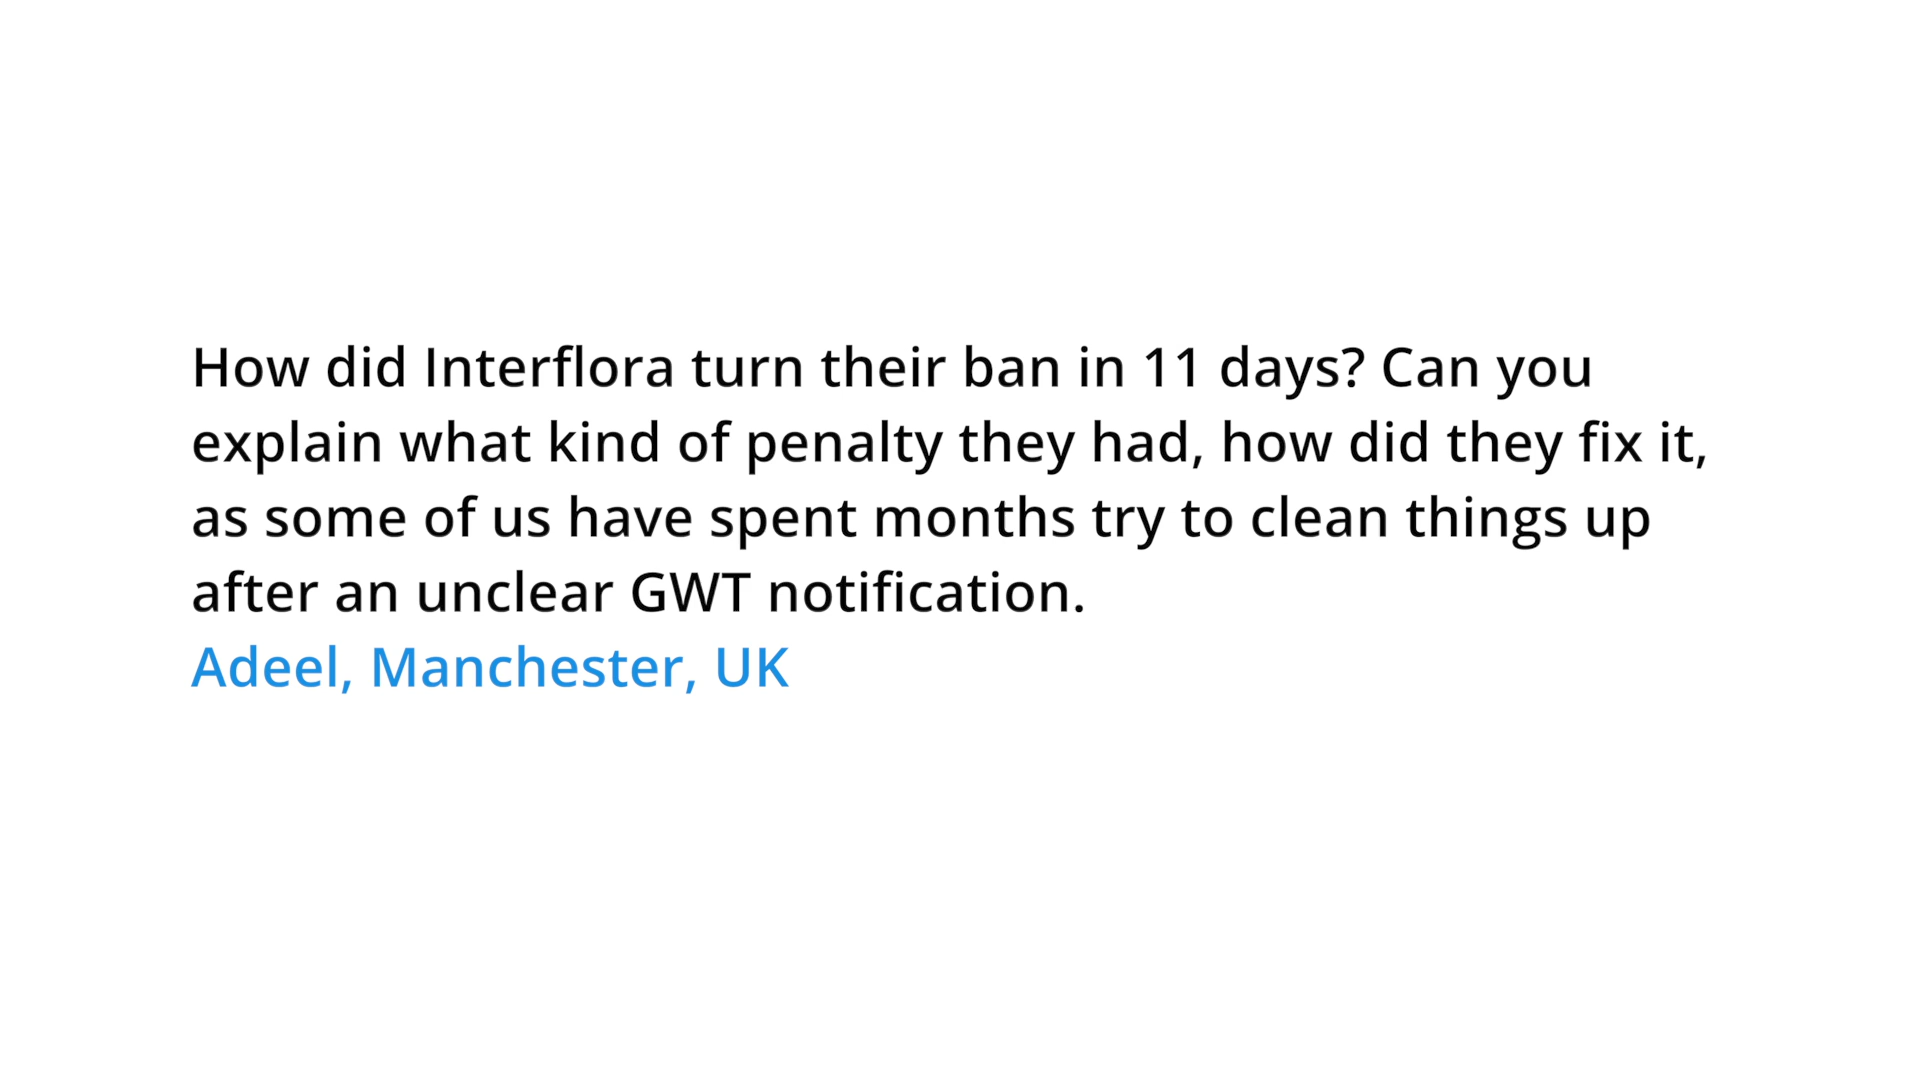 How did Interflora turn their ban in 11 days? Can you
explain what kind of penalty they had, how did they fix it,
as some of us have spent months try to clean things up
after an unclear GWT notification.
Adeel, Manchester, UK